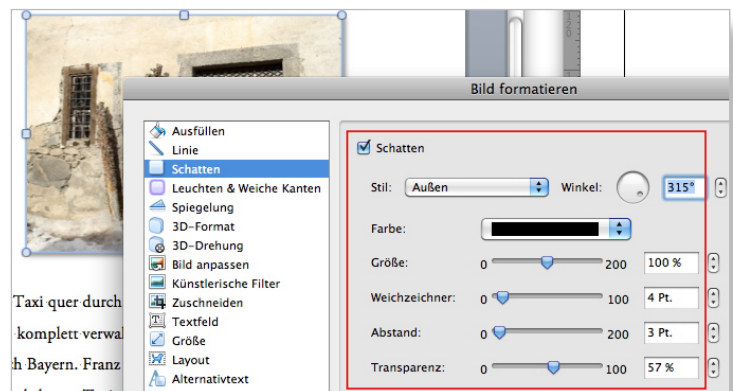 Bild formatieren
Ausfüllen
Linie
Schatten
Leuchten & Weiche Kanten
Spiegelung
3D-Format
3D-Drehung
Bild anpassen
Künstlerische Filter
Zuschneiden
Textfeld
Größe
Layout
Alternativtext
Schatten
Stil: Außen Winkel: 315°
Farbe:
Größe: 0 200 100 %
Weichzeichner: 0 100 4 Pt.
Abstand: 0 200 3 Pt.
Transparenz: 0 100 57 %
Taxi quer durch
komplett verwal
h Bayern. Franz